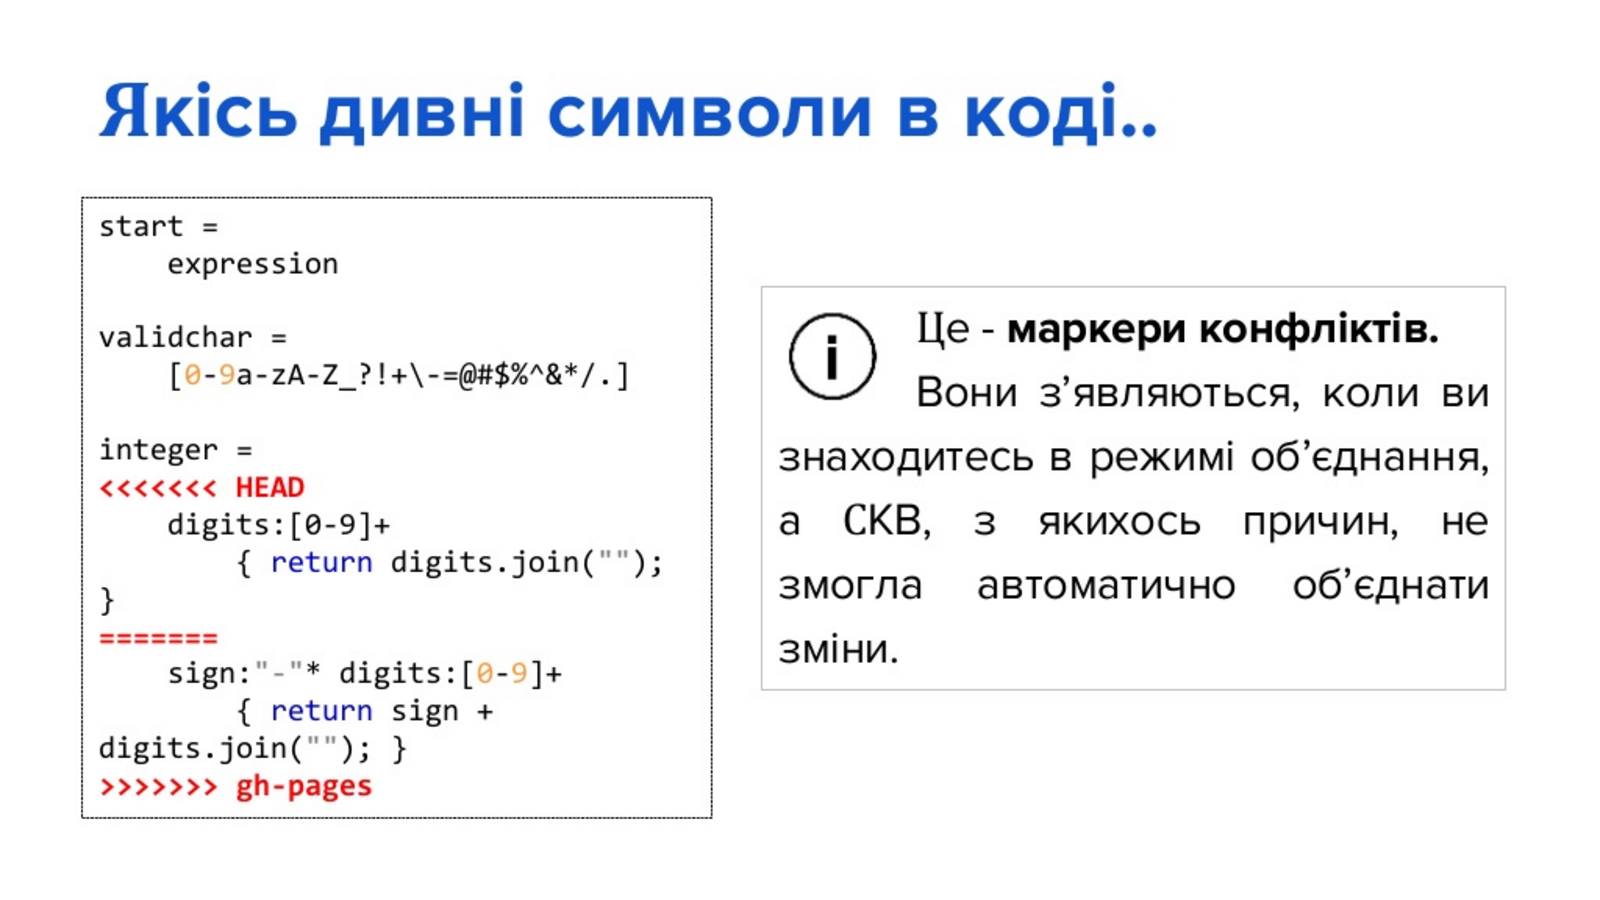 Якісь дивні символи в коді..
start =
    expression
validchar =
    [0-9a-zA-Z_?!+\-=@#$%^&*/.]
integer =
<<<<<<< HEAD
    digits:[0-9]+
        { return digits.join("");
}
=======
    sign:"-"* digits:[0-9]+
        { return sign +
digits.join(""); }
>>>>>>> gh-pages
i
Це - маркери конфліктів.
Вони з’являються, коли ви
знаходитесь в режимі об’єднання,
а СКВ, з якихось причин, не
змогла автоматично об’єднати
зміни.